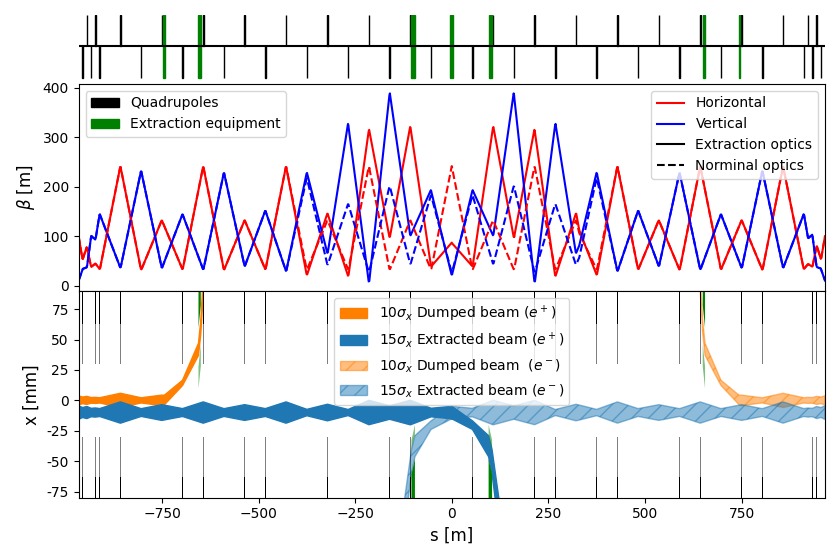 400
300
200
100
0
β [m]
Quadrupoles
Extraction equipment
Horizontal
Vertical
Extraction optics
Norminal optics
75
50
25
0
-25
-50
-75
x [mm]
10σx Dumped beam (e⁺)
15σx Extracted beam (e⁺)
10σx Dumped beam (e⁻)
15σx Extracted beam (e⁻)
−750 −500 −250 0 250 500 750
s [m]